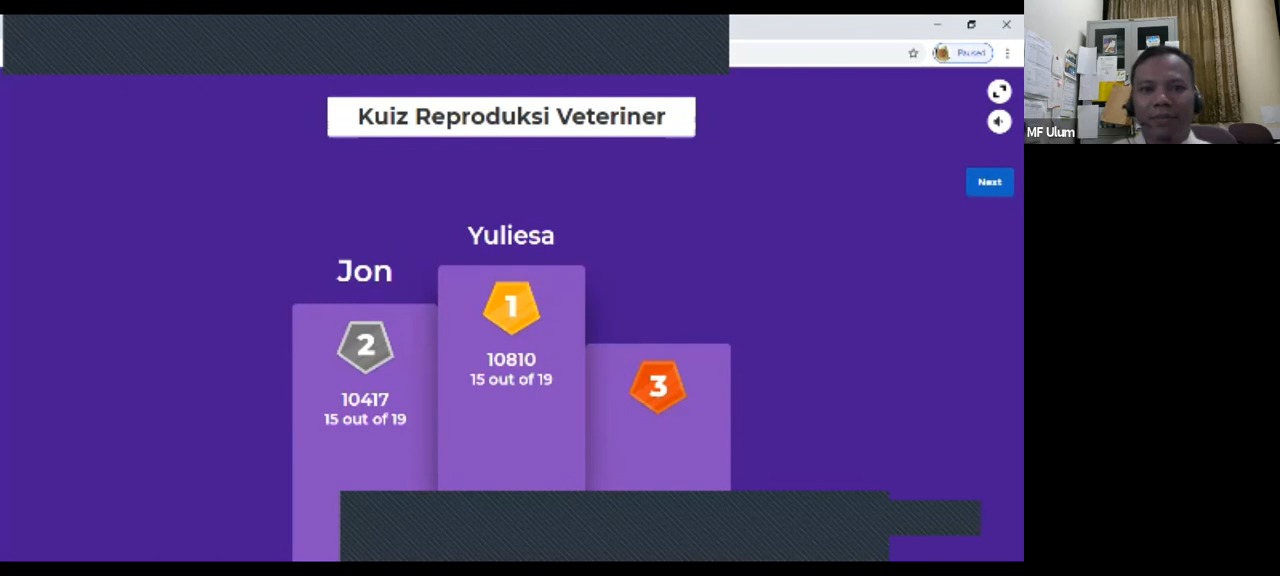 Paused
Kuiz Reproduksi Veteriner
MF Ulum
Next
Yuliesa
Jon
1
2
10810
15 out of 19
3
10417
15 out of 19